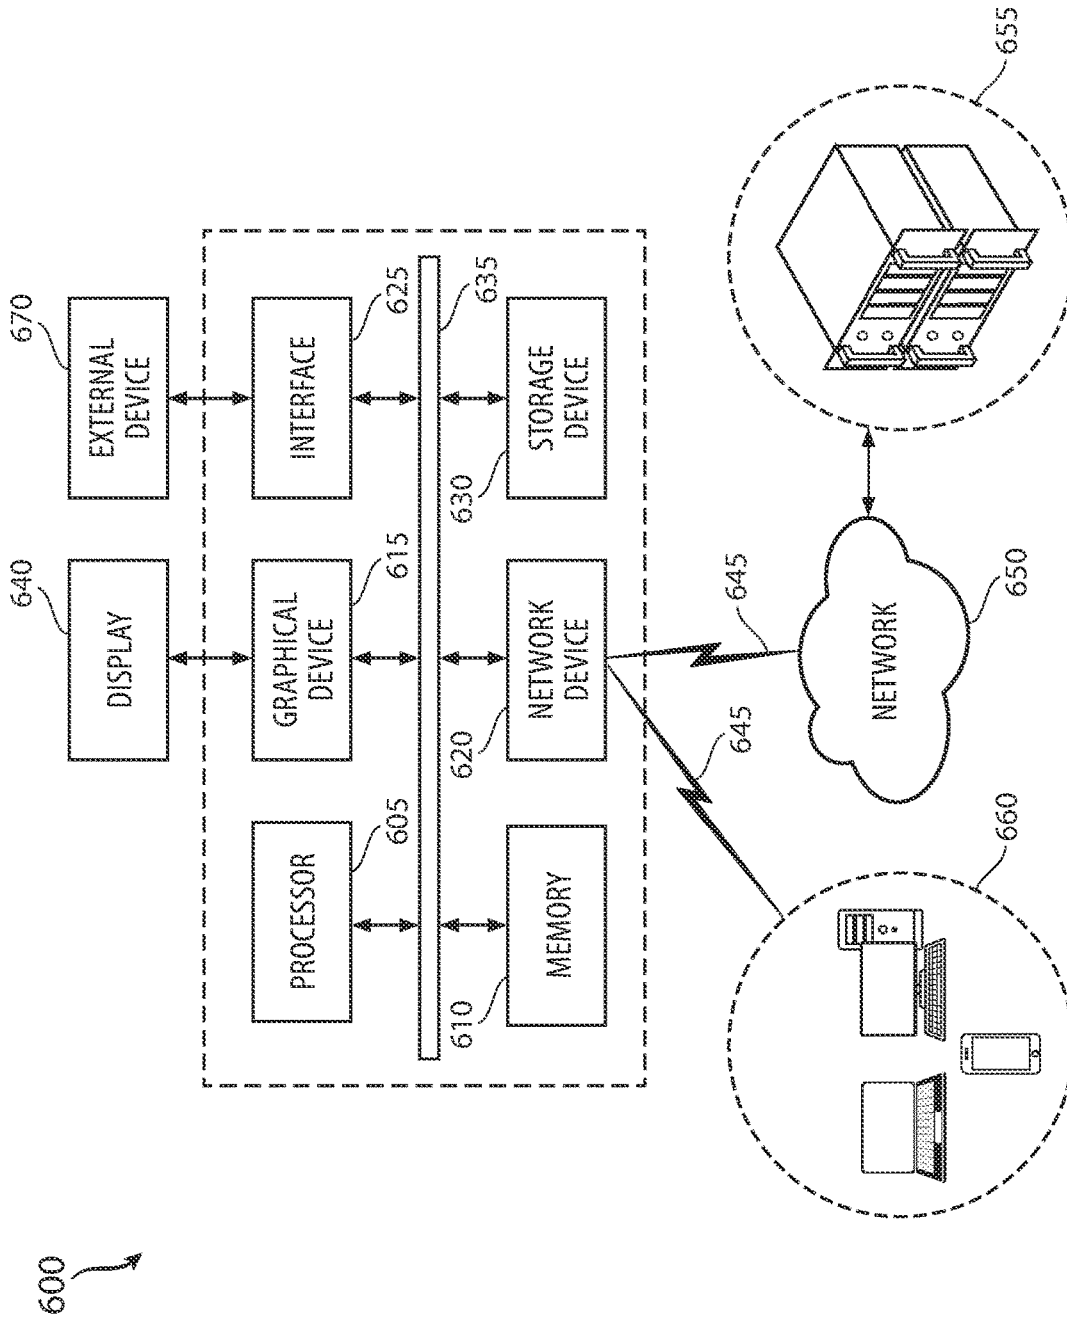 600
640
670
DISPLAY
EXTERNAL
DEVICE
PROCESSOR
605
GRAPHICAL
DEVICE
615
INTERFACE
625
635
610
MEMORY
620
NETWORK
DEVICE
630
STORAGE
DEVICE
645
645
660
NETWORK
650
655